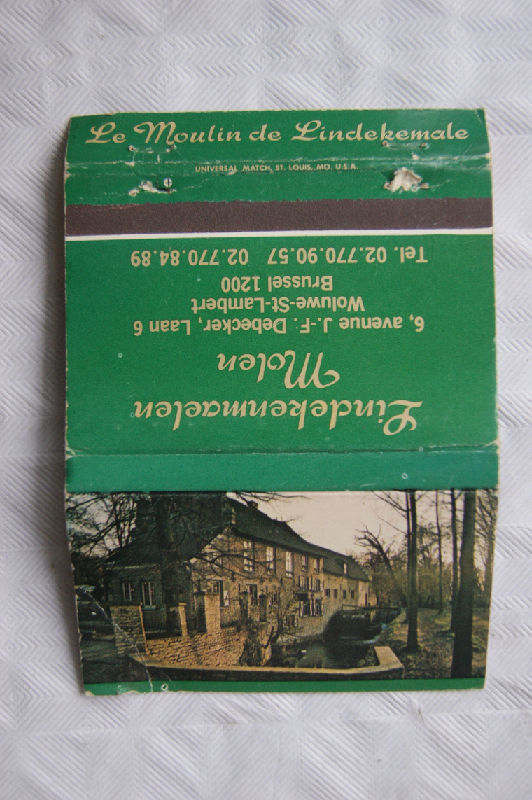 Le Moulin de Lindekemale
UNIVERSAL MATCH, ST. LOUIS, MO. U.S.A.
Lindekenmaelen
Molen
6, avenue J.-F. Debecker, Laan 6
Woluwe-St-Lambert
Brussel 1200
Tel. 02.770.90.57 02.770.84.89